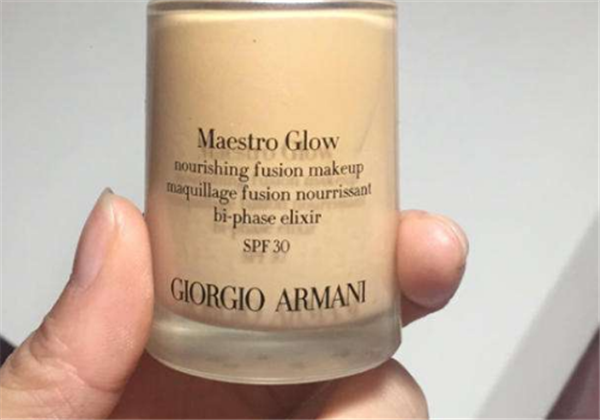 Maestro Glow
nourishing fusion makeup
maquillage fusion nourrissant
bi-phase elixir
SPF 30
GIORGIO ARMANI